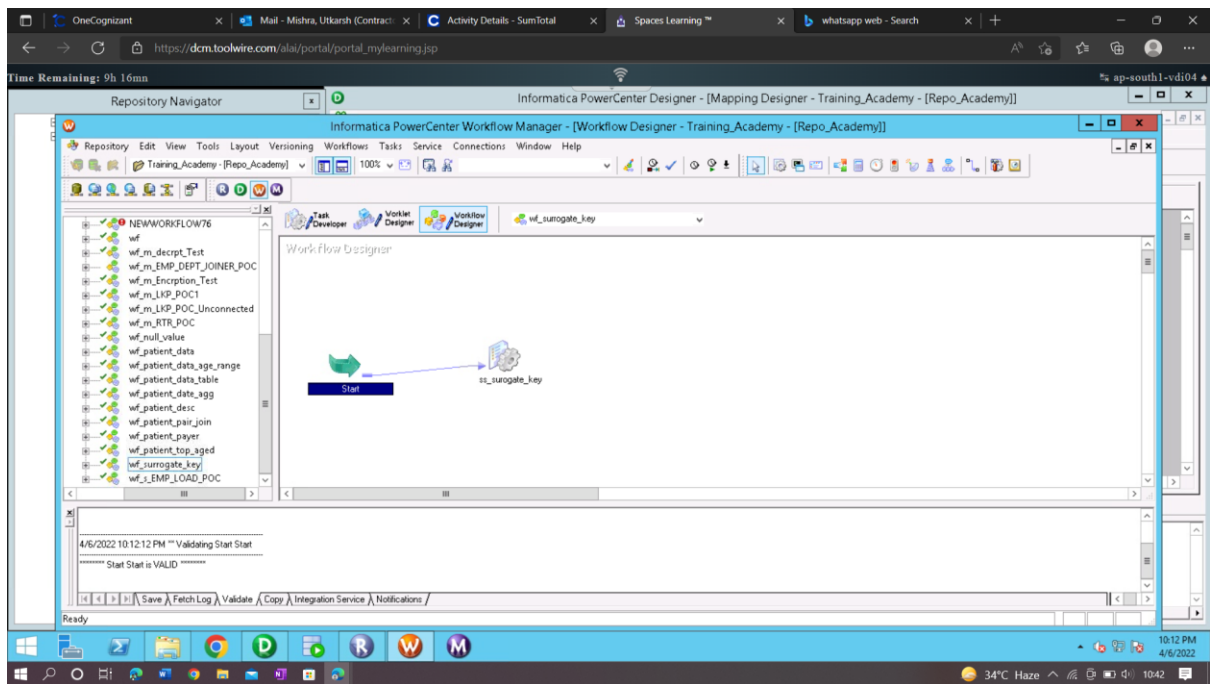 OneCognizant
Mail - Mishra, Utkarsh (Contract
Activity Details - SumTotal
Spaces Learning ™
whatsapp web - Search
https://dcm.toolwire.com/alai/portal/portal_mylearning.jsp
Time Remaining: 9h 16mn
ap-south1-vdi04
Repository Navigator
Informatica PowerCenter Designer - [Mapping Designer - Training_Academy - [Repo_Academy]]
Informatica PowerCenter Workflow Manager - [Workflow Designer - Training_Academy - [Repo_Academy]]
Repository Edit View Tools Layout Versioning Workflows Tasks Service Connections Window Help
Training_Academy - [Repo_Academy]
100%
Task Developer
Worklet Designer
Workflow Designer
wf_surrogate_key
NEWWORKFLOW76
wf
wf_m_decrpt_Test
wf_m_EMP_DEPT_JOINER_POC
wf_m_Encrption_Test
wf_m_LKP_POC1
wf_m_LKP_POC_Unconnected
wf_m_RTR_POC
wf_null_value
wf_patient_data
wf_patient_data_age_range
wf_patient_data_table
wf_patient_date_agg
wf_patient_desc
wf_patient_pair_join
wf_patient_payer
wf_patient_top_aged
wf_surrogate_key
wf_s_EMP_LOAD_POC
Workflow Designer
Start
ss_surogate_key
4/6/2022 10:12:12 PM ** Validating Start Start
******** Start Start is VALID ********
Save
Fetch Log
Validate
Copy
Integration Service
Notifications
Ready
10:12 PM
4/6/2022
34°C Haze
10:42